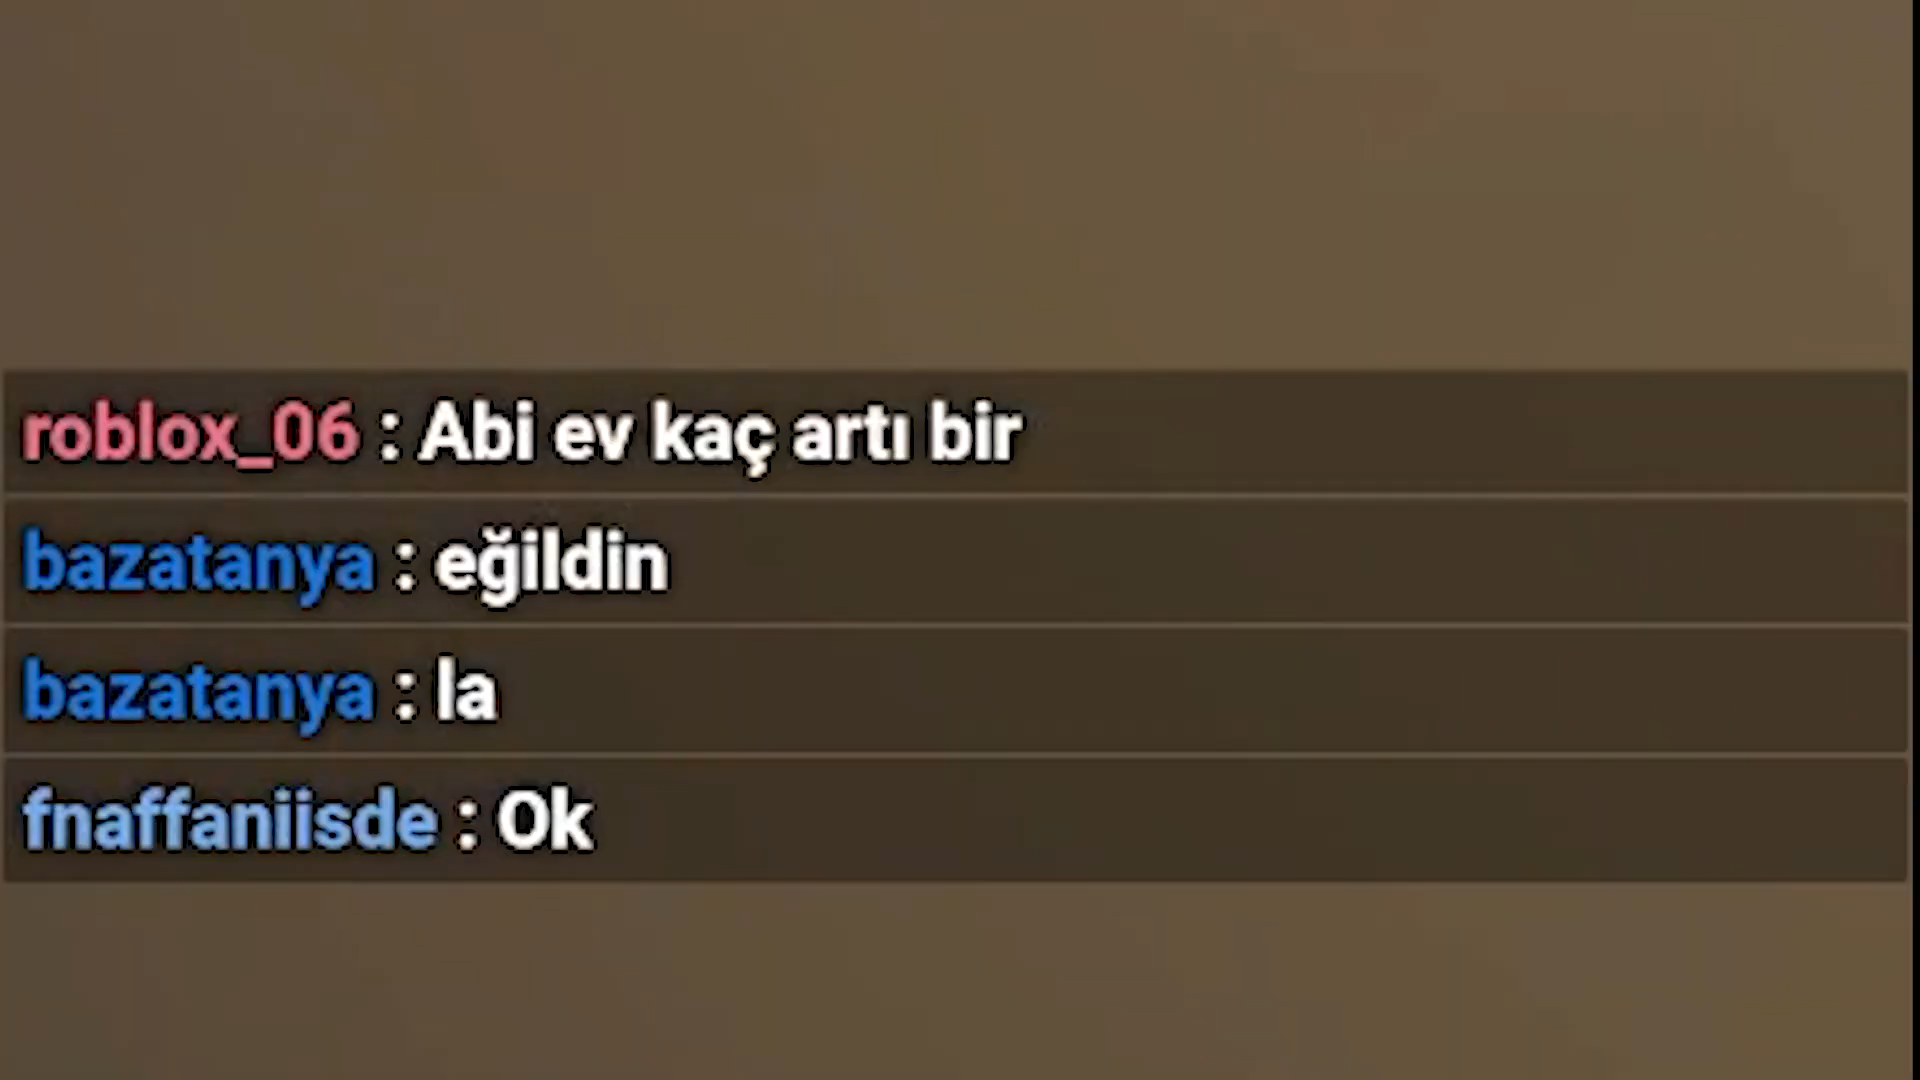 roblox_06 : Abi ev kaç artı bir
bazatanya : eğildin
bazatanya : la
fnaffaniisde : Ok